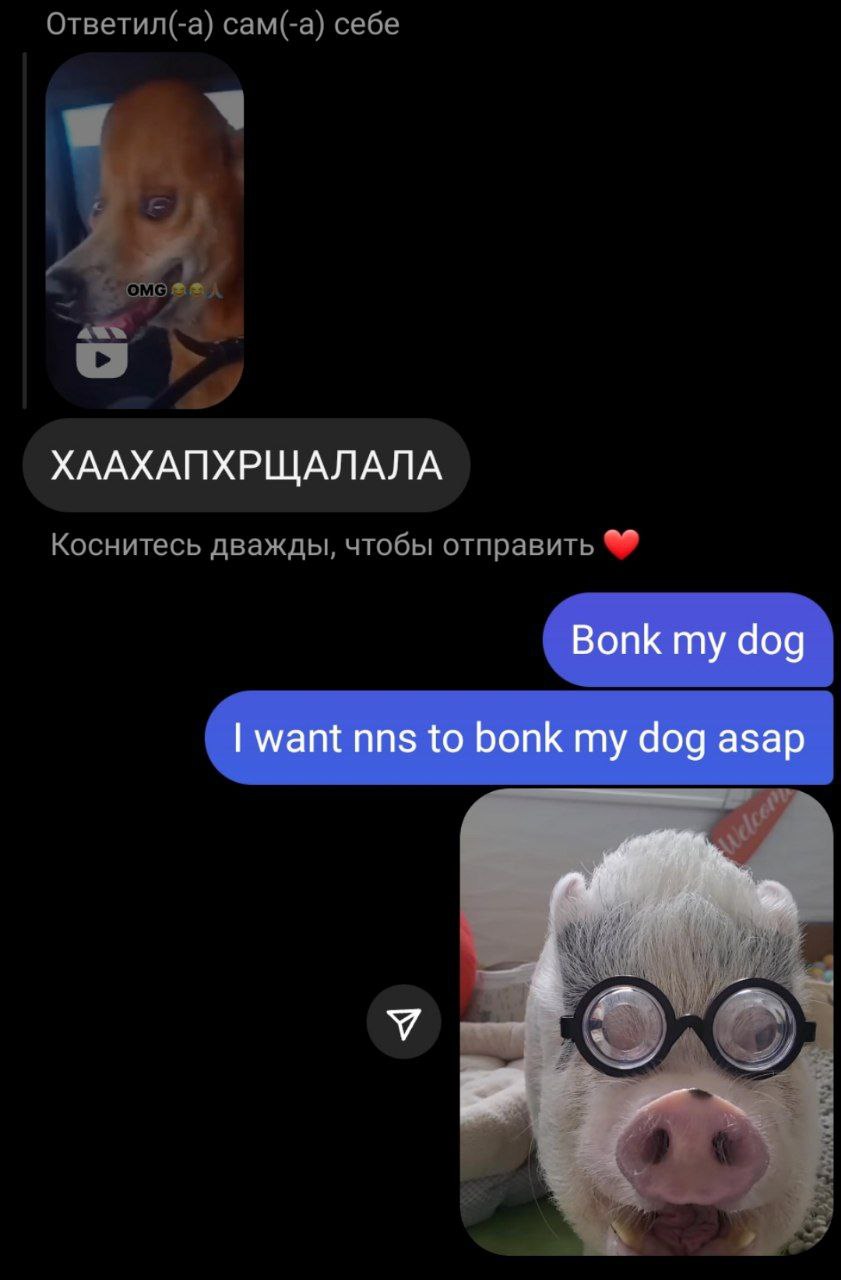 Ответил(-а) сам(-а) себе
OMG 😂😂🙏
ХААХАПХРЩАЛАЛА
Коснитесь дважды, чтобы отправить ❤️
Bonk my dog
I want nns to bonk my dog asap
Welcome